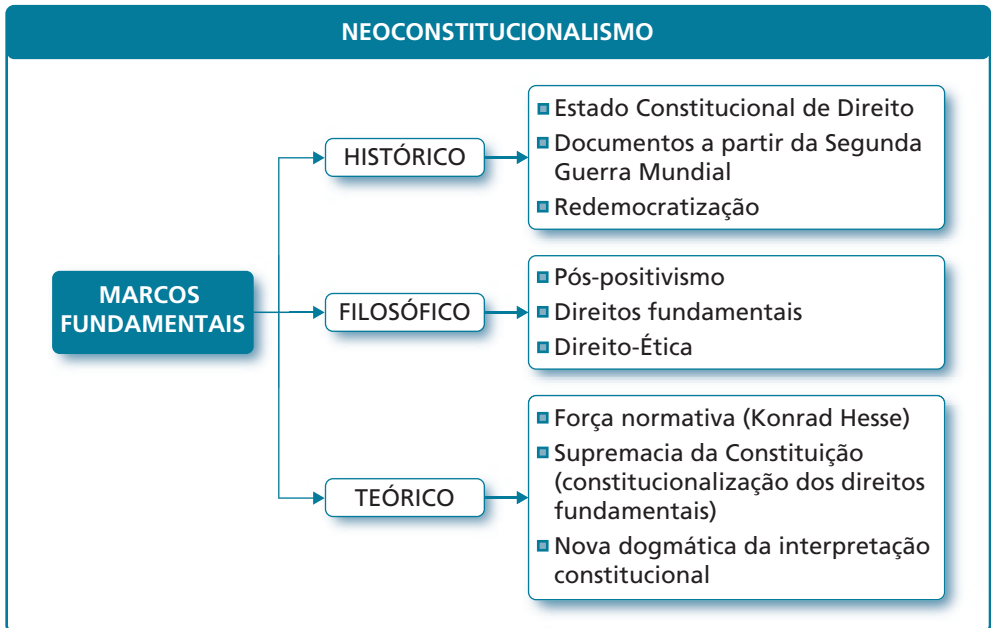 NEOCONSTITUCIONALISMO
MARCOS
FUNDAMENTAIS
HISTÓRICO
Estado Constitucional de Direito
Documentos a partir da Segunda
Guerra Mundial
Redemocratização
FILOSÓFICO
Pós-positivismo
Direitos fundamentais
Direito-Ética
TEÓRICO
Força normativa (Konrad Hesse)
Supremacia da Constituição
(constitucionalização dos direitos
fundamentais)
Nova dogmática da interpretação
constitucional